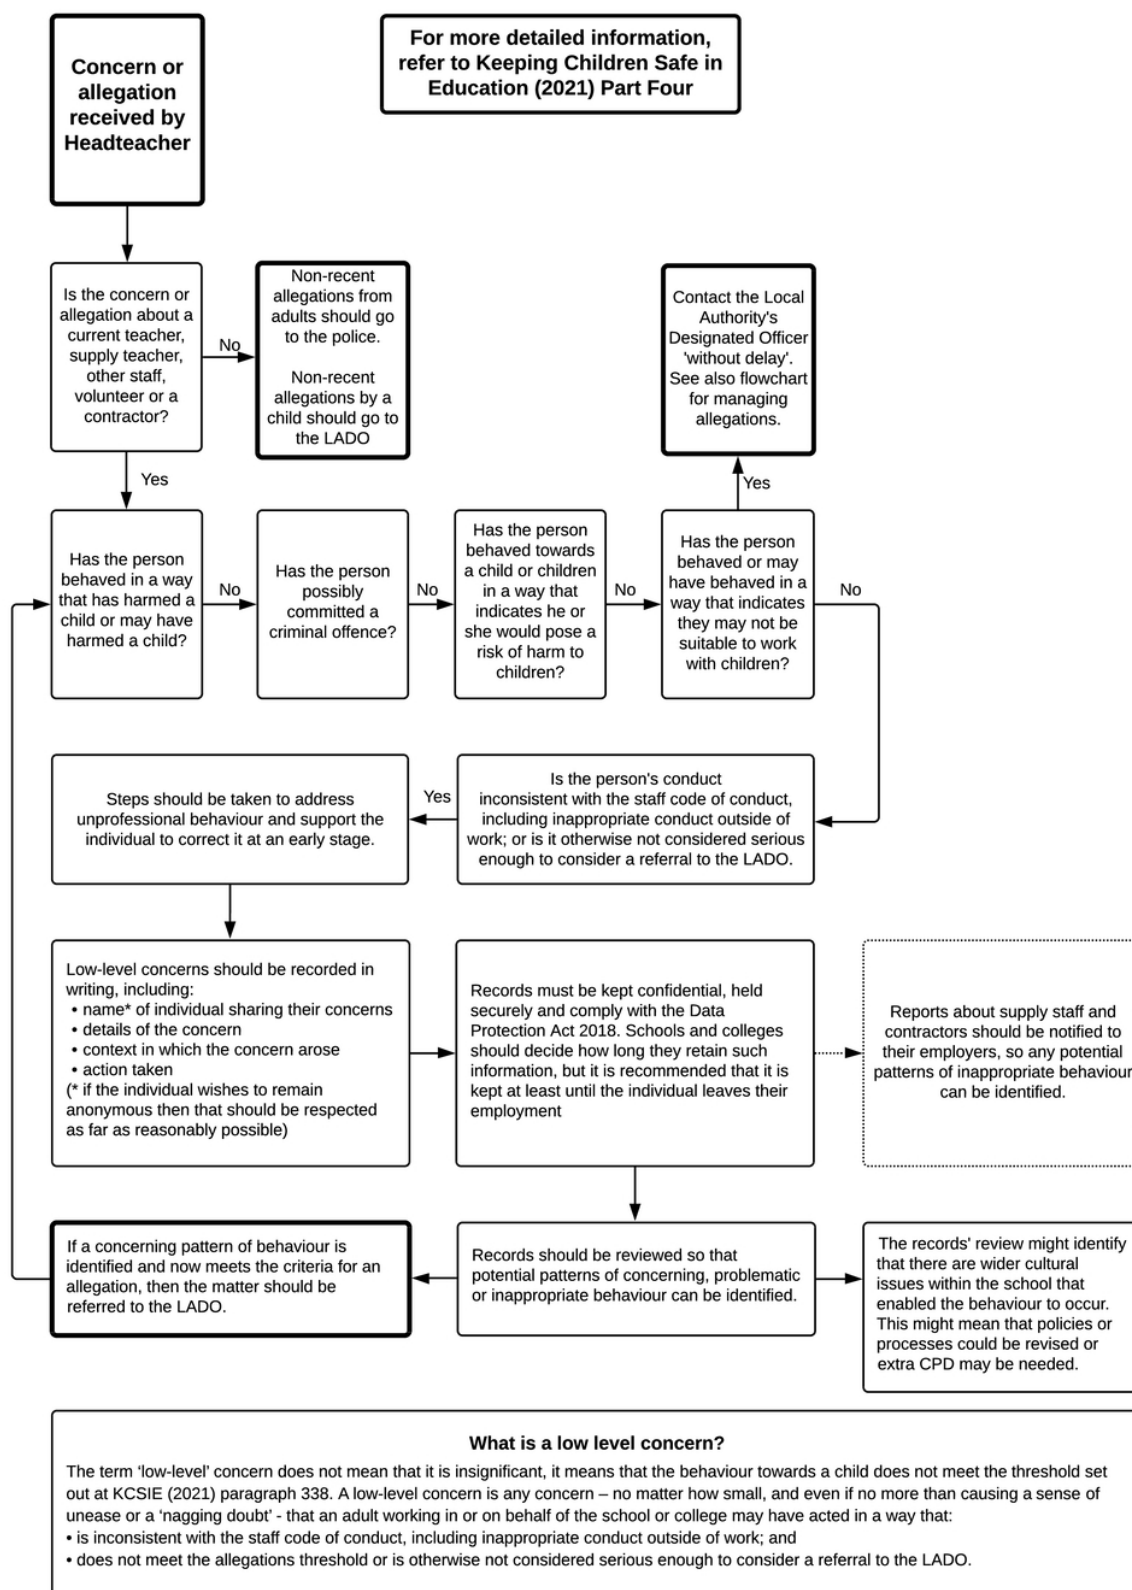 Concern or
allegation
received by
Headteacher
For more detailed information,
refer to Keeping Children Safe in
Education (2021) Part Four
Is the concern or
allegation about a
current teacher,
supply teacher,
other staff,
volunteer or a
contractor?
No
Non-recent
allegations from
adults should go
to the police.
Non-recent
allegations by a
child should go to
the LADO
Contact the Local
Authority's
Designated Officer
'without delay'.
See also flowchart
for managing
allegations.
Yes
Yes
Has the person
behaved in a way
that has harmed a
child or may have
harmed a child?
No
Has the person
possibly
committed a
criminal offence?
No
Has the person
behaved towards
a child or children
in a way that
indicates he or
she would pose a
risk of harm to
children?
No
Has the person
behaved or may
have behaved in a
way that indicates
they may not be
suitable to work
with children?
No
Steps should be taken to address
unprofessional behaviour and support the
individual to correct it at an early stage.
Yes
Is the person's conduct
inconsistent with the staff code of conduct,
including inappropriate conduct outside of
work; or is it otherwise not considered serious
enough to consider a referral to the LADO.
Low-level concerns should be recorded in
writing, including:
• name* of individual sharing their concerns
• details of the concern
• context in which the concern arose
• action taken
(* if the individual wishes to remain
anonymous then that should be respected
as far as reasonably possible)
Records must be kept confidential, held
securely and comply with the Data
Protection Act 2018. Schools and colleges
should decide how long they retain such
information, but it is recommended that it is
kept at least until the individual leaves their
employment
Reports about supply staff and
contractors should be notified to
their employers, so any potential
patterns of inappropriate behaviour
can be identified.
If a concerning pattern of behaviour is
identified and now meets the criteria for an
allegation, then the matter should be
referred to the LADO.
Records should be reviewed so that
potential patterns of concerning, problematic
or inappropriate behaviour can be identified.
The records' review might identify
that there are wider cultural
issues within the school that
enabled the behaviour to occur.
This might mean that policies or
processes could be revised or
extra CPD may be needed.
What is a low level concern?
The term ‘low-level’ concern does not mean that it is insignificant, it means that the behaviour towards a child does not meet the threshold set
out at KCSIE (2021) paragraph 338. A low-level concern is any concern – no matter how small, and even if no more than causing a sense of
unease or a ‘nagging doubt’ - that an adult working in or on behalf of the school or college may have acted in a way that:
• is inconsistent with the staff code of conduct, including inappropriate conduct outside of work; and
• does not meet the allegations threshold or is otherwise not considered serious enough to consider a referral to the LADO.